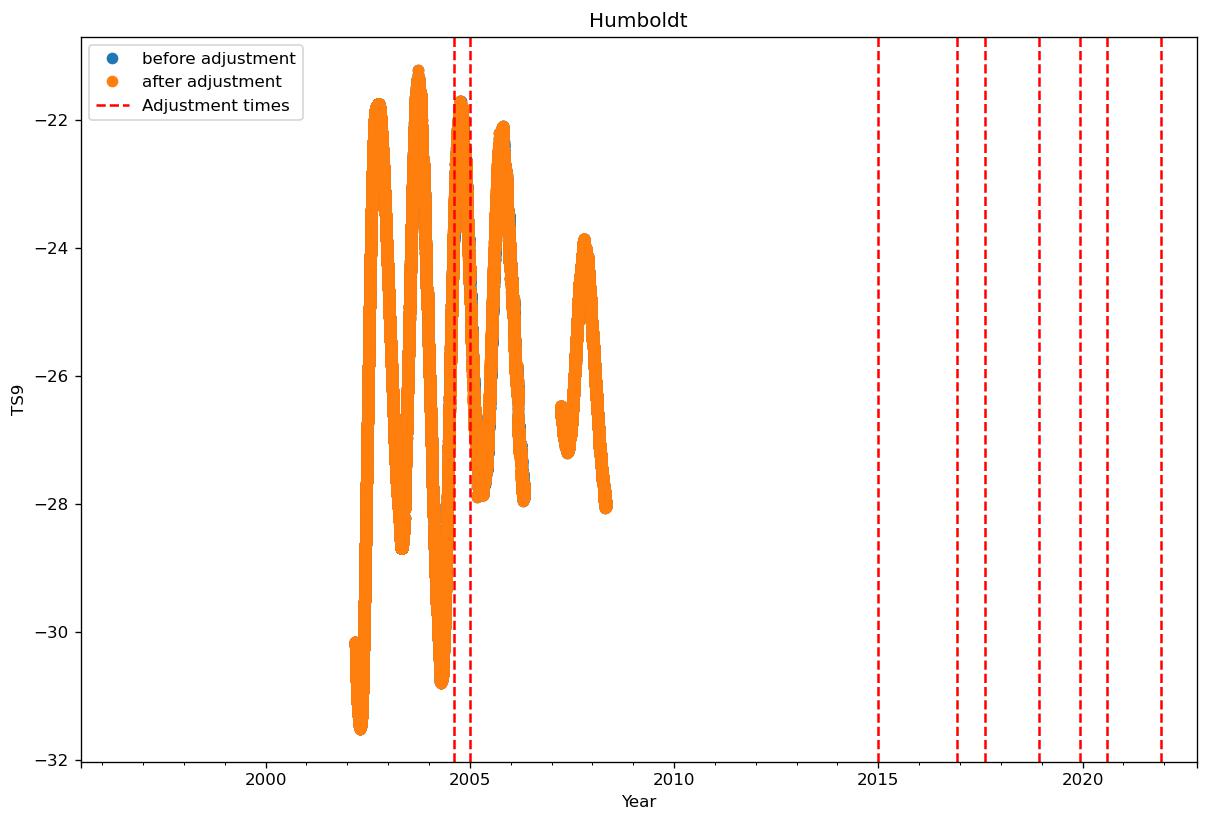 Humboldt
before adjustment
after adjustment
Adjustment times
−22
−24
−26
−28
−30
−32
TS9
2000
2005
2010
2015
2020
Year